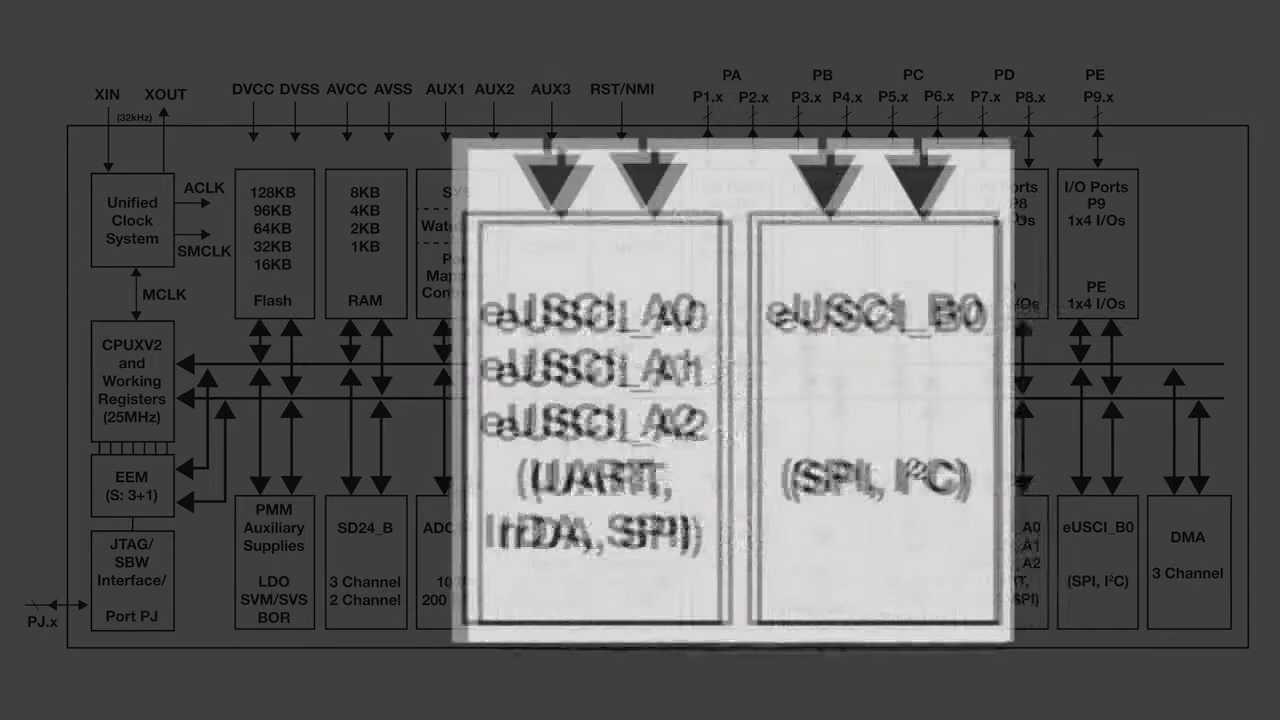 PA PB PC PD PE
XIN XOUT DVCC DVSS AVCC AVSS AUX1 AUX2 AUX3 RST/NMI P1.x P2.x P3.x P4.x P5.x P6.x P7.x P8.x P9.x
(32kHz)
Unified
Clock
System
ACLK
SMCLK
MCLK
128KB
96KB
64KB
32KB
16KB
Flash
8KB
4KB
2KB
1KB
RAM
I/O Ports
P9
1x4 I/Os
PE
1x4 I/Os
eUSCI_A0
eUSCI_A1
eUSCI_A2
(UART,
IrDA, SPI)
eUSCI_B0
(SPI, I²C)
CPUXV2
and
Working
Registers
(25MHz)
EEM
(S: 3+1)
JTAG/
SBW
Interface/
Port PJ
PJ.x
PMM
Auxiliary
Supplies
LDO
SVM/SVS
BOR
SD24_B
3 Channel
2 Channel
eUSCI_B0
(SPI, I²C)
DMA
3 Channel